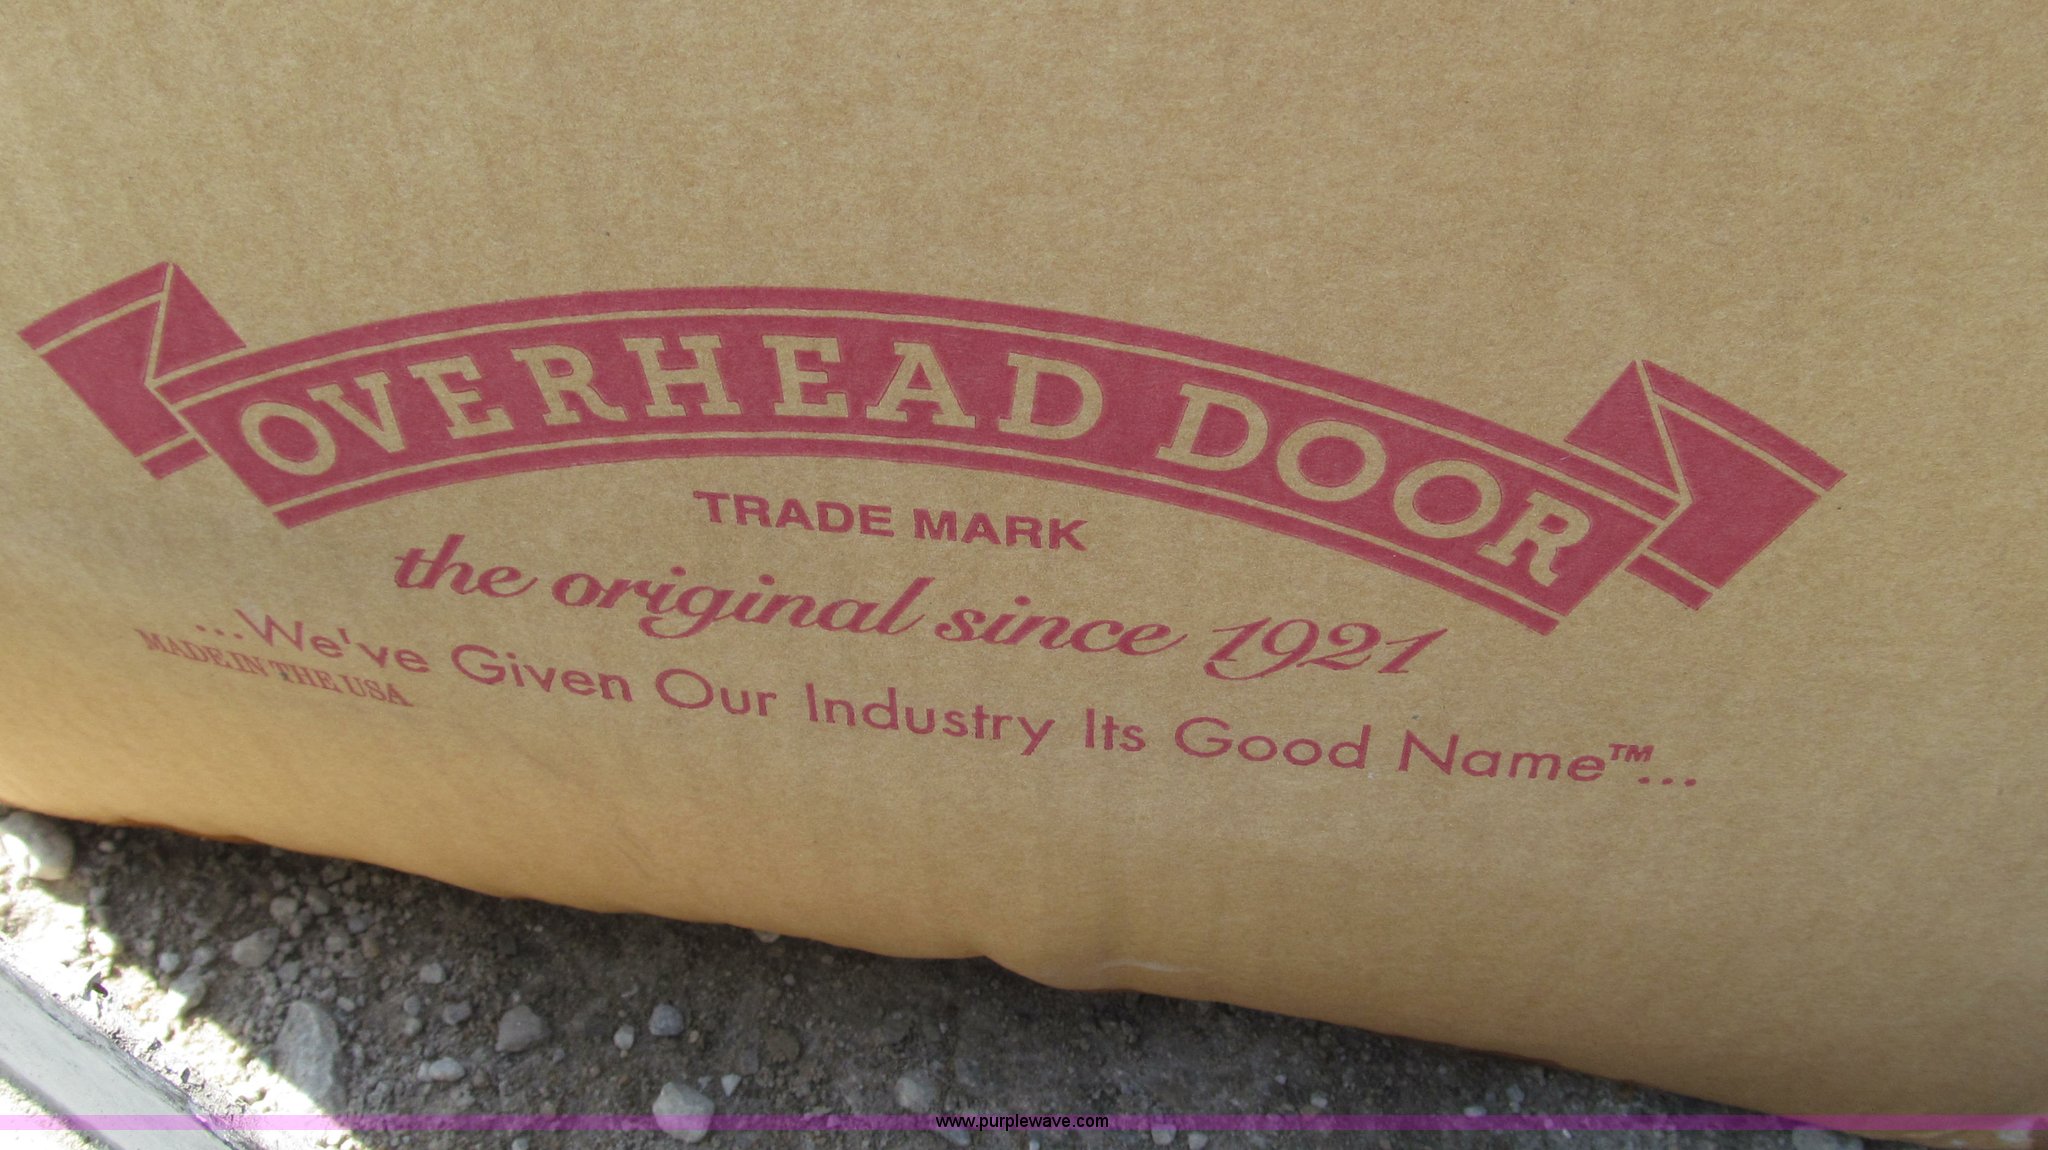 OVERHEAD DOOR
TRADE MARK
the original since 1921
...We've Given Our Industry Its Good Name™...
MADE IN THE USA
www.purplewave.com